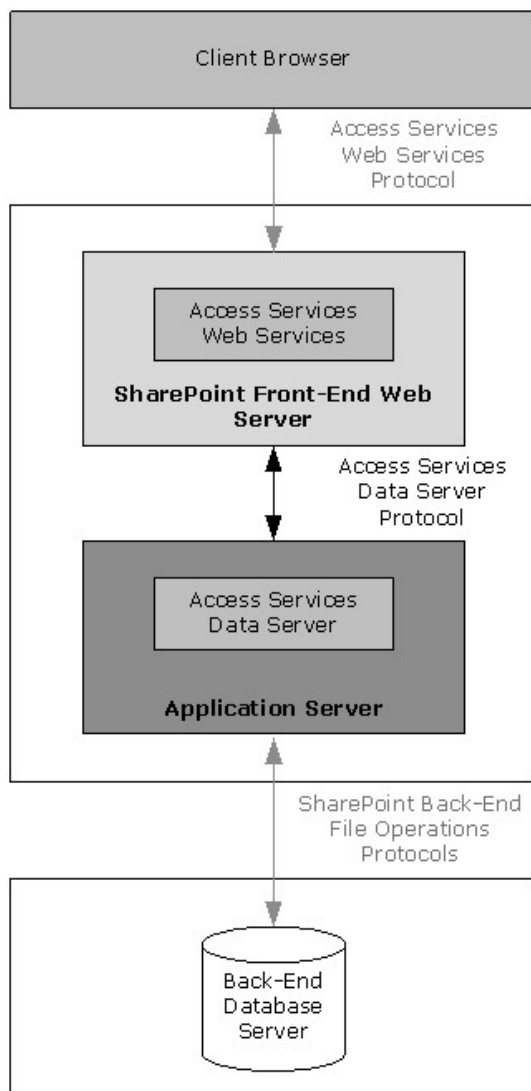 Client Browser
Access Services
Web Services
Protocol
Access Services
Web Services
SharePoint Front-End Web
Server
Access Services
Data Server
Protocol
Access Services
Data Server
Application Server
SharePoint Back-End
File Operations
Protocols
Back-End
Database
Server